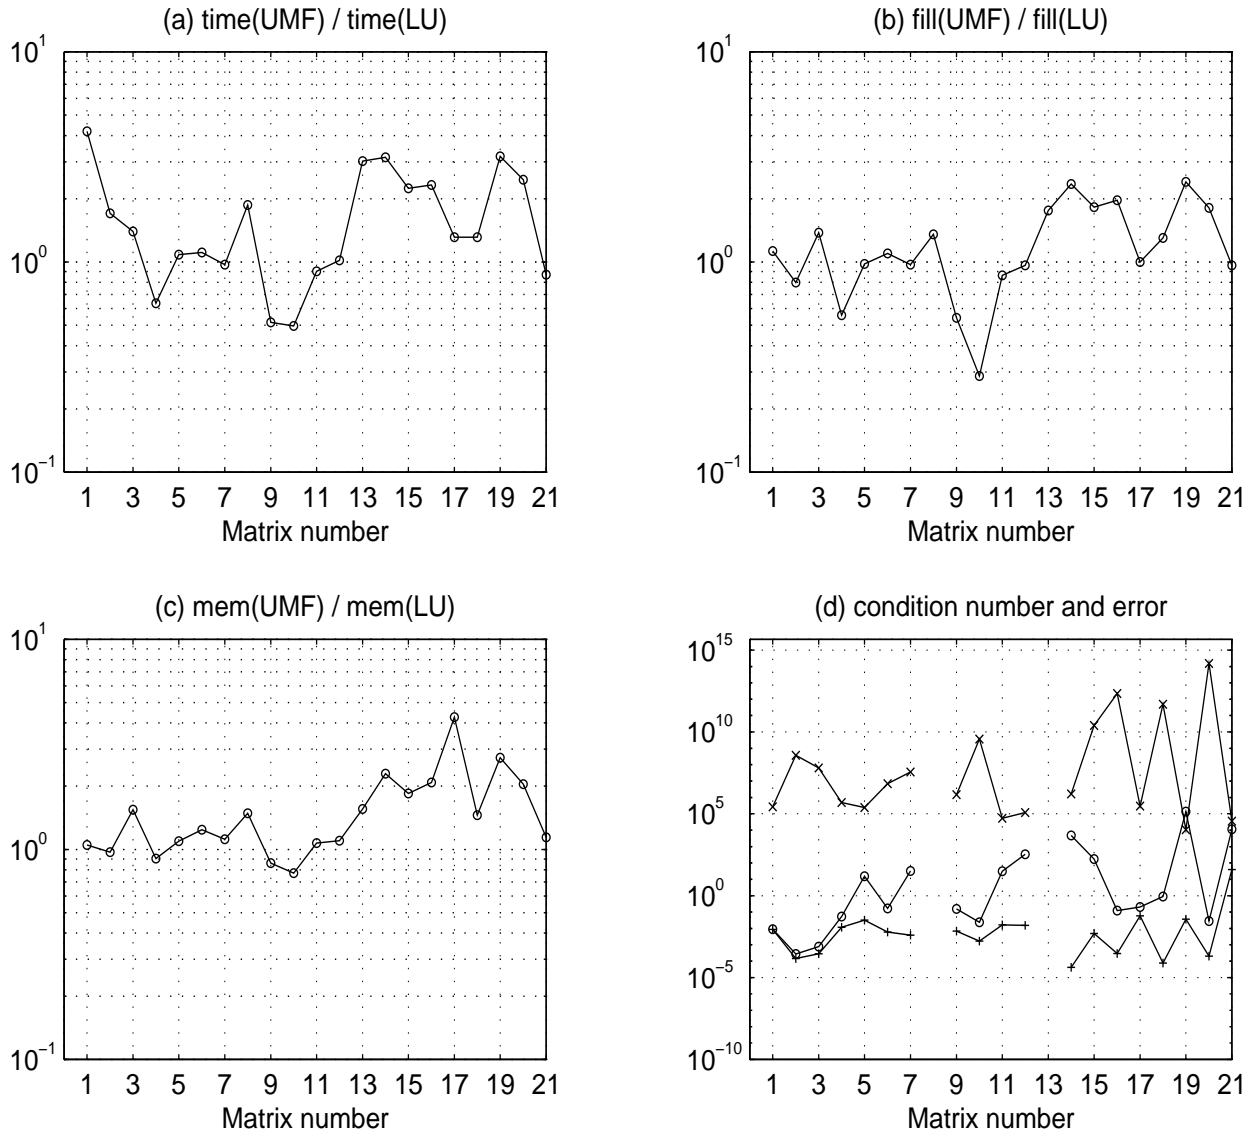 (a) time(UMF) / time(LU)
10^1
10^0
10^−1
1 3 5 7 9 11 13 15 17 19 21
Matrix number
(b) fill(UMF) / fill(LU)
10^1
10^0
10^−1
1 3 5 7 9 11 13 15 17 19 21
Matrix number
(c) mem(UMF) / mem(LU)
10^1
10^0
10^−1
1 3 5 7 9 11 13 15 17 19 21
Matrix number
(d) condition number and error
10^15
10^10
10^5
10^0
10^−5
10^−10
1 3 5 7 9 11 13 15 17 19 21
Matrix number